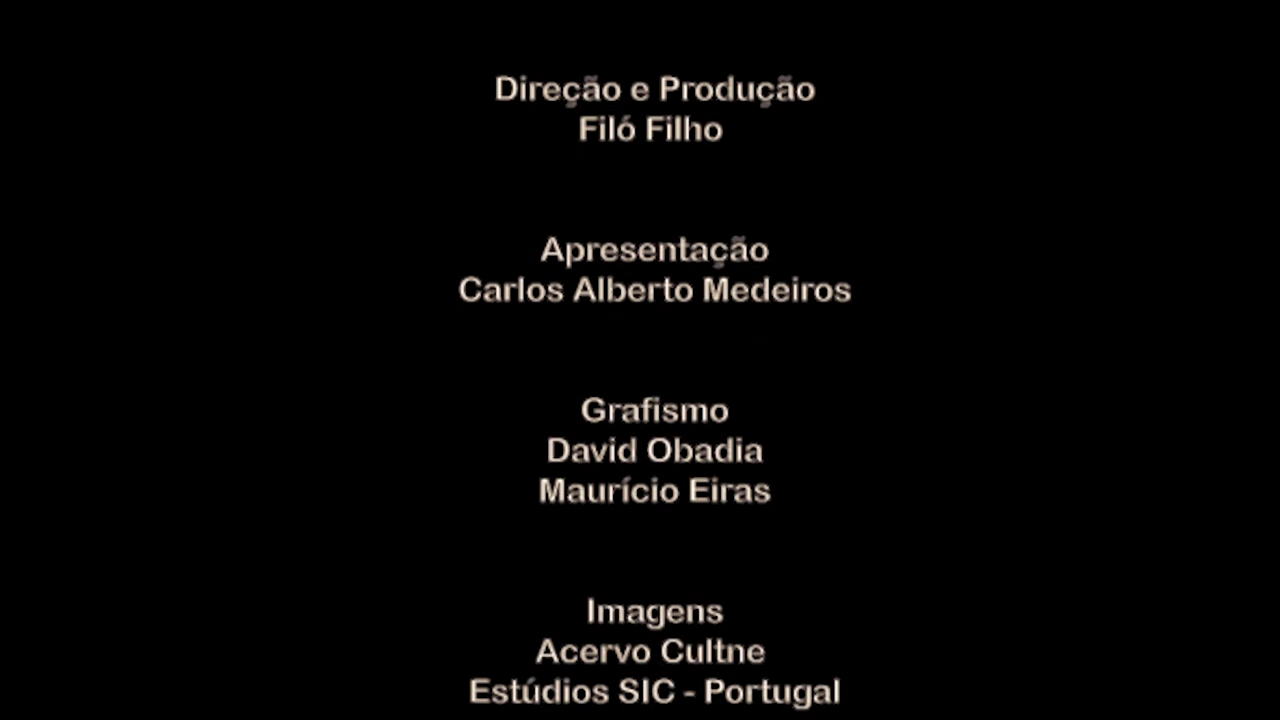 Direção e Produção
Filó Filho
Apresentação
Carlos Alberto Medeiros
Grafismo
David Obadia
Maurício Eiras
Imagens
Acervo Cultne
Estúdios SIC - Portugal